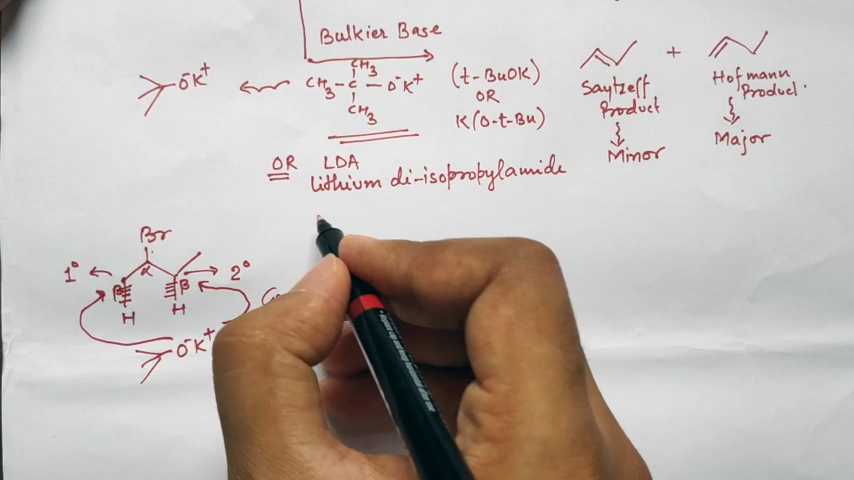 Bulkier Base
CH3
CH3-C-O⁻K⁺
CH3
O⁻K⁺
(t-BuOK)
OR
K(O-t-Bu)
+
Saytzeff
Product
Minor
Hofmann
Product.
Major
OR LDA
lithium di-isopropylamide
Br
1° α 2°
β β
H H
O⁻K⁺